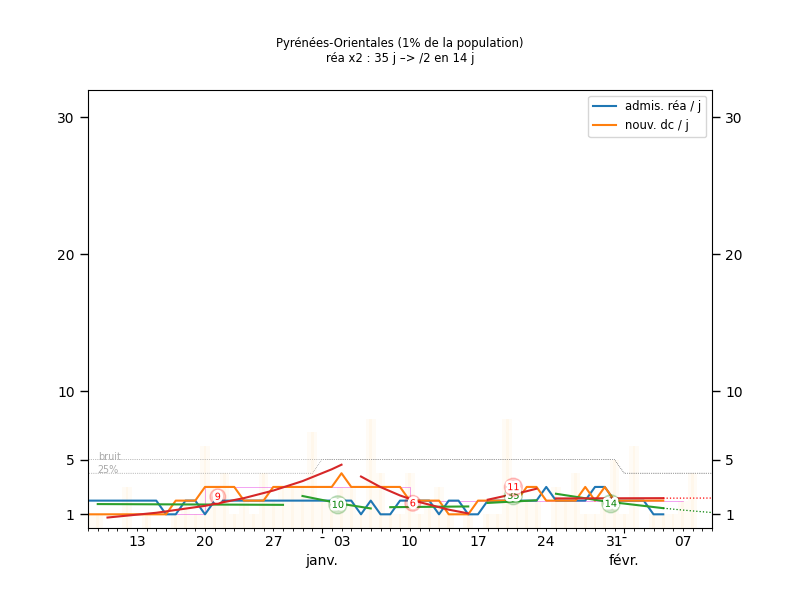 Pyrénées-Orientales (1% de la population)
réa x2 : 35 j –> /2 en 14 j
admis. réa / j
nouv. dc / j
30 30
20 20
10 10
bruit
5 5
25%
11
35
9
10
6
14
1 1
13 20 27 - 03 10 17 24 31 - 07
janv. févr.